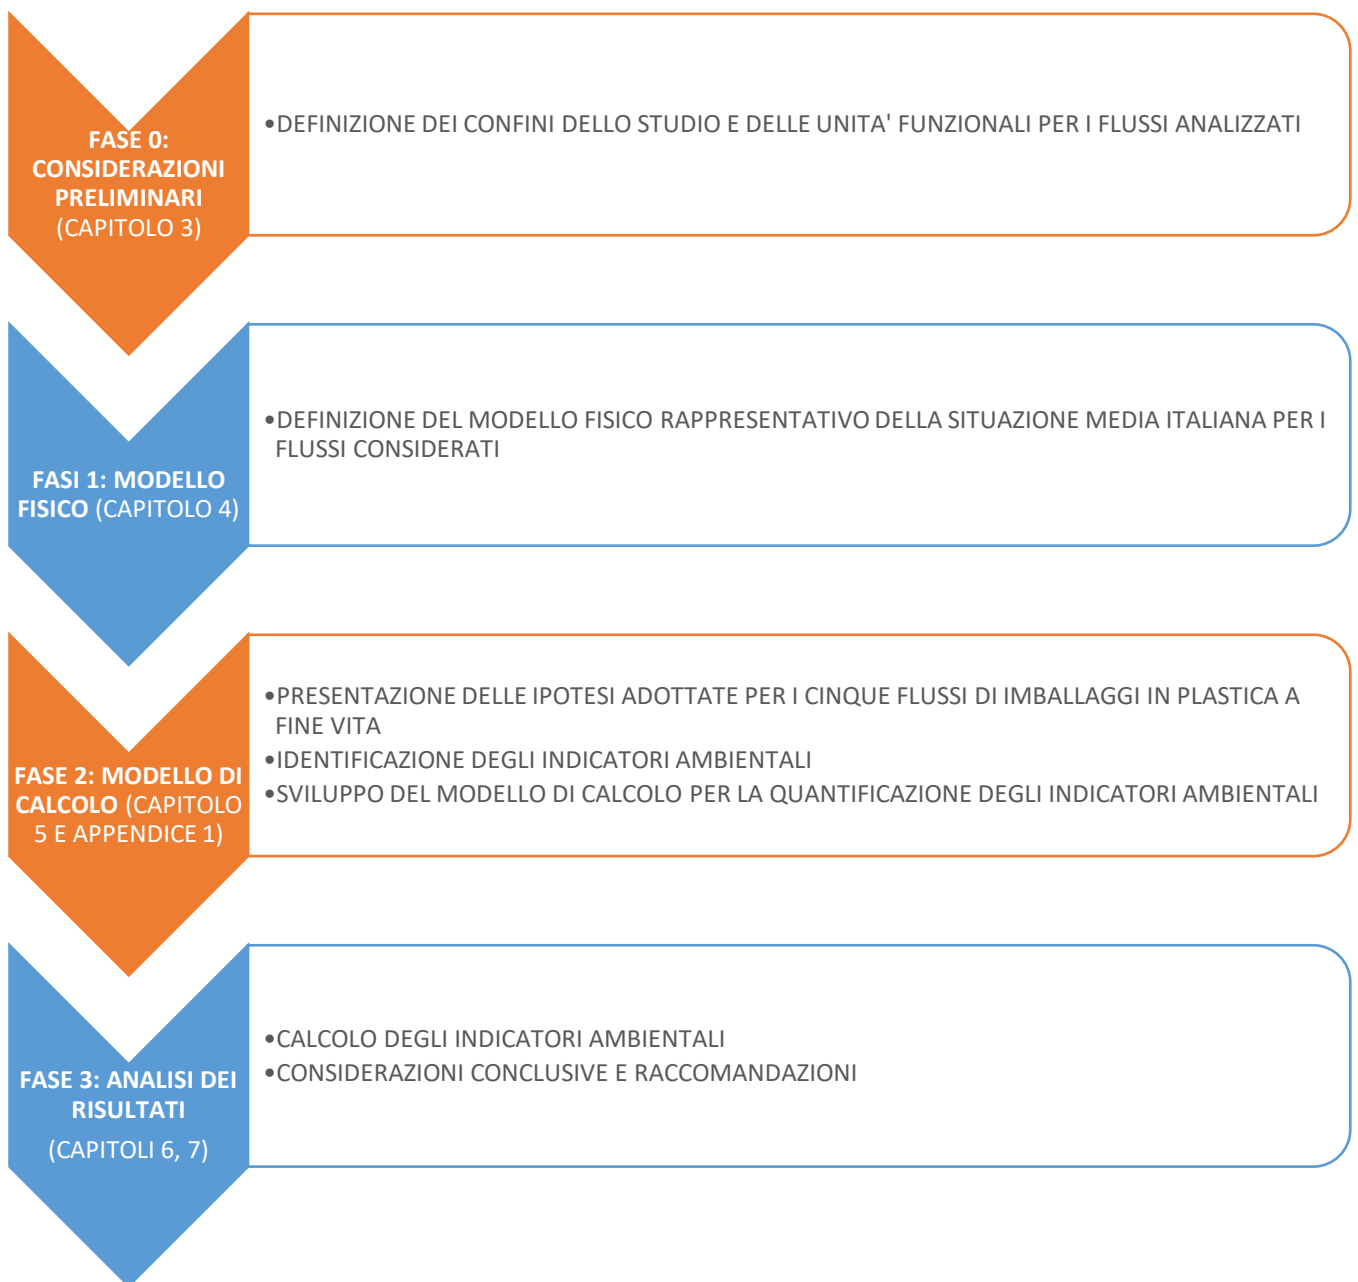 FASE 0:
CONSIDERAZIONI
PRELIMINARI
(CAPITOLO 3)
•DEFINIZIONE DEI CONFINI DELLO STUDIO E DELLE UNITA' FUNZIONALI PER I FLUSSI ANALIZZATI
FASI 1: MODELLO
FISICO (CAPITOLO 4)
•DEFINIZIONE DEL MODELLO FISICO RAPPRESENTATIVO DELLA SITUAZIONE MEDIA ITALIANA PER I
FLUSSI CONSIDERATI
FASE 2: MODELLO DI
CALCOLO (CAPITOLO
5 E APPENDICE 1)
•PRESENTAZIONE DELLE IPOTESI ADOTTATE PER I CINQUE FLUSSI DI IMBALLAGGI IN PLASTICA A
FINE VITA
•IDENTIFICAZIONE DEGLI INDICATORI AMBIENTALI
•SVILUPPO DEL MODELLO DI CALCOLO PER LA QUANTIFICAZIONE DEGLI INDICATORI AMBIENTALI
FASE 3: ANALISI DEI
RISULTATI
(CAPITOLI 6, 7)
•CALCOLO DEGLI INDICATORI AMBIENTALI
•CONSIDERAZIONI CONCLUSIVE E RACCOMANDAZIONI